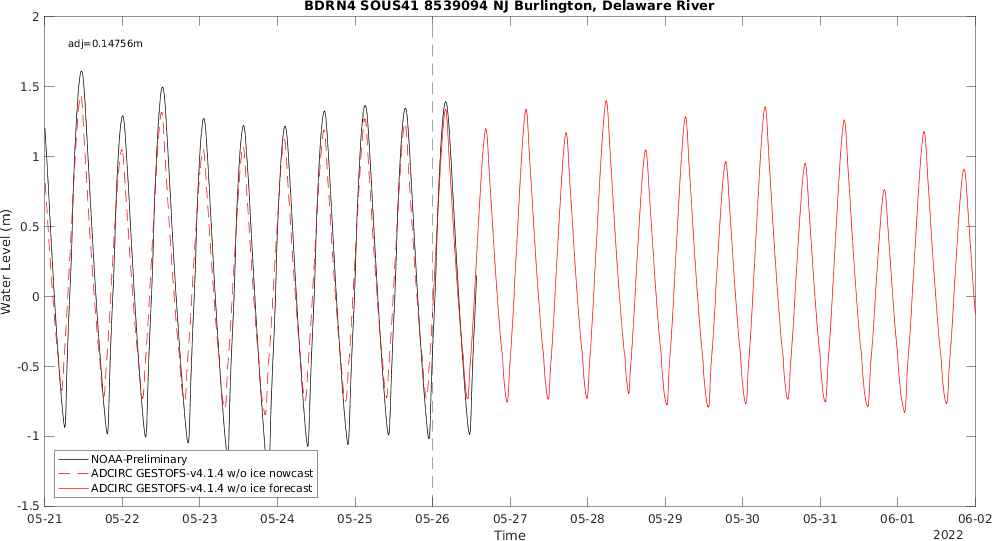 BDRN4 SOUS41 8539094 NJ Burlington, Delaware River
adj=0.14756m
2
1.5
1
0.5
0
-0.5
-1
-1.5
Water Level (m)
NOAA-Preliminary
ADCIRC GESTOFS-v4.1.4 w/o ice nowcast
ADCIRC GESTOFS-v4.1.4 w/o ice forecast
05-21 05-22 05-23 05-24 05-25 05-26 05-27 05-28 05-29 05-30 05-31 06-01 06-02
Time
2022